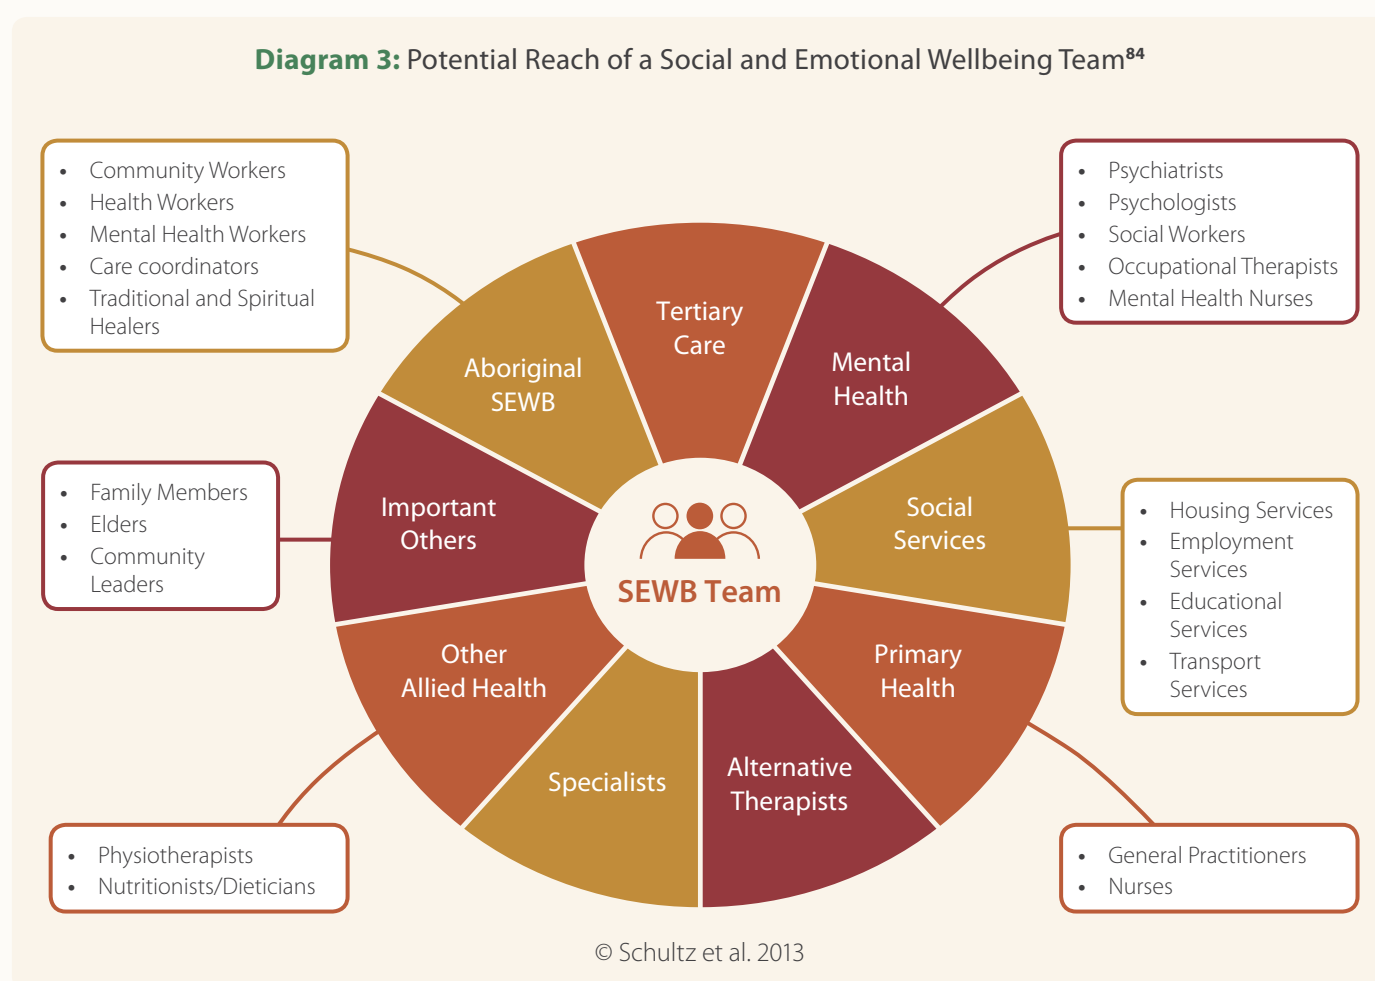 Diagram 3: Potential Reach of a Social and Emotional Wellbeing Team⁸⁴
• Community Workers
• Health Workers
• Mental Health Workers
• Care coordinators
• Traditional and Spiritual
Healers
• Psychiatrists
• Psychologists
• Social Workers
• Occupational Therapists
• Mental Health Nurses
Tertiary
Care
Aboriginal
SEWB
Mental
Health
• Family Members
• Elders
• Community
Leaders
Important
Others
Social
Services
• Housing Services
• Employment
Services
• Educational
Services
• Transport
Services
SEWB Team
Other
Allied Health
Primary
Health
Specialists
Alternative
Therapists
• Physiotherapists
• Nutritionists/Dieticians
• General Practitioners
• Nurses
© Schultz et al. 2013